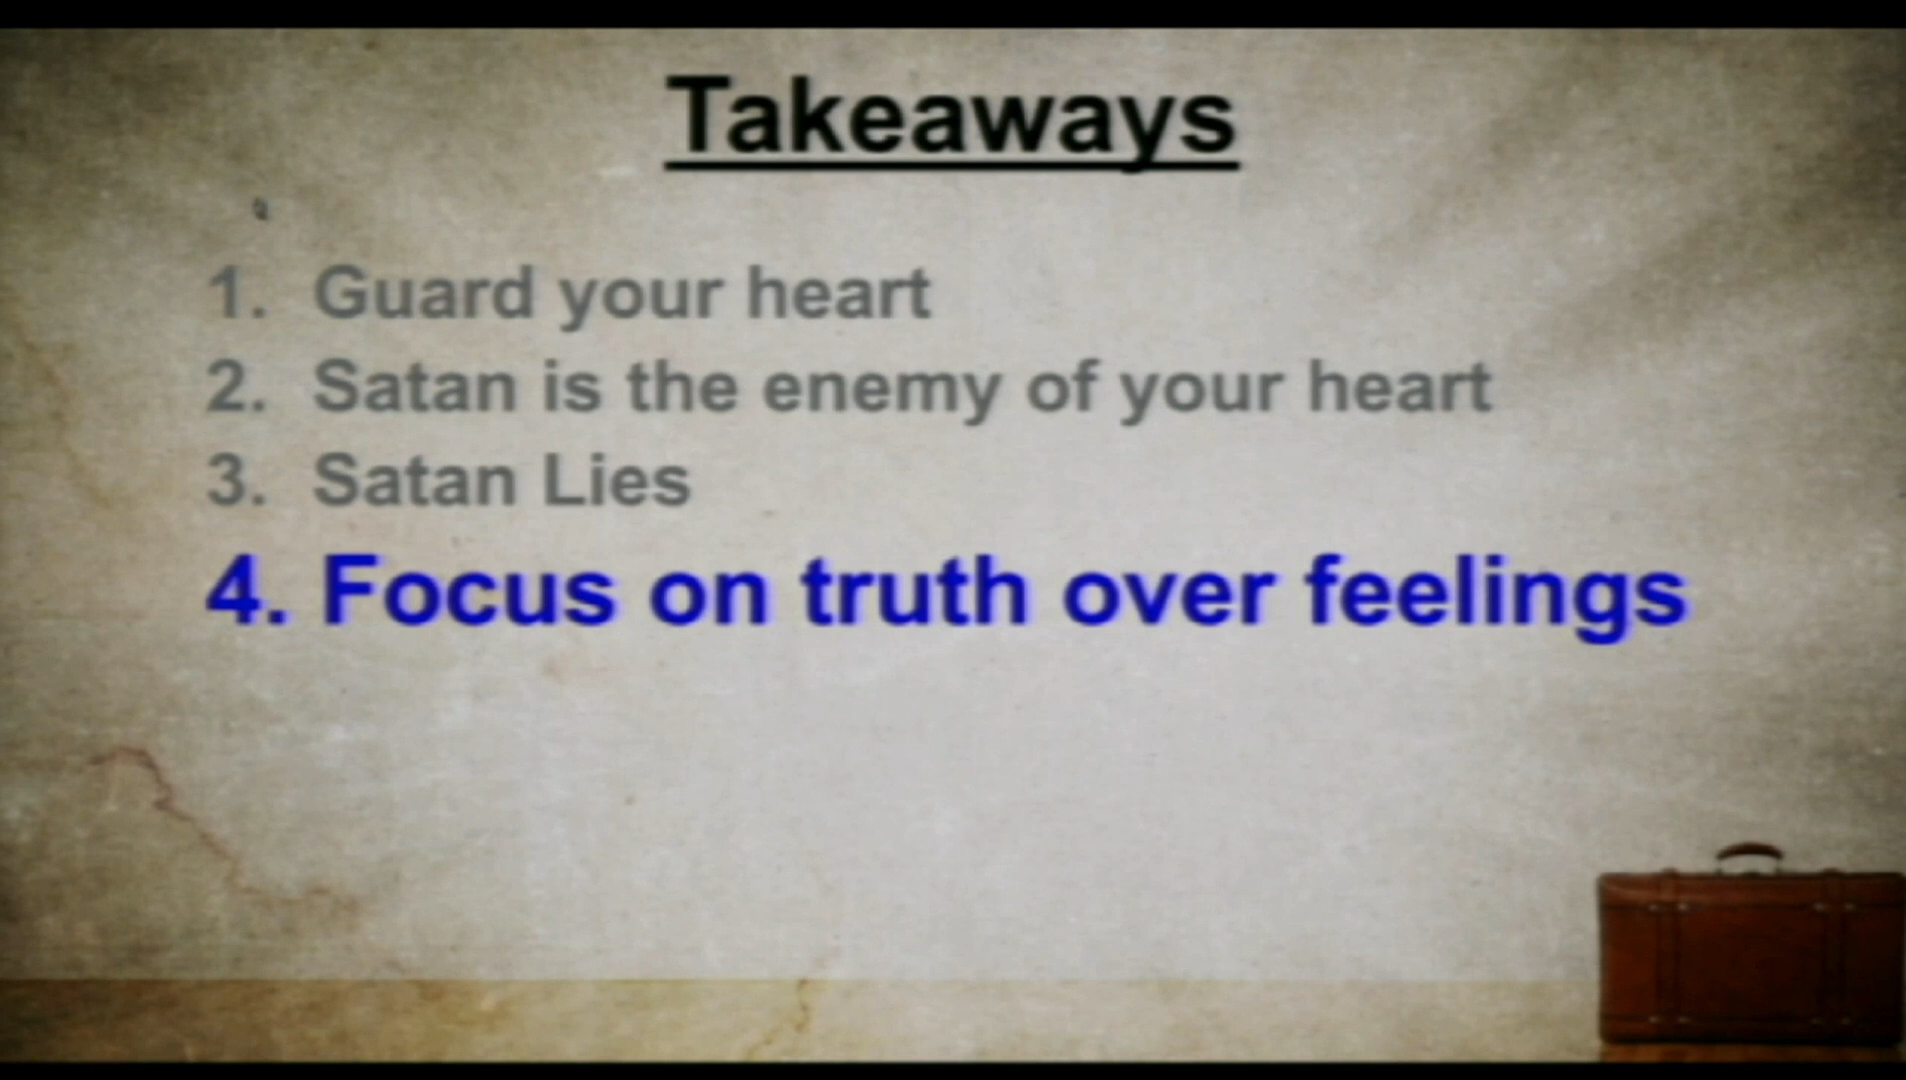 Takeaways
1. Guard your heart
2. Satan is the enemy of your heart
3. Satan Lies
4. Focus on truth over feelings